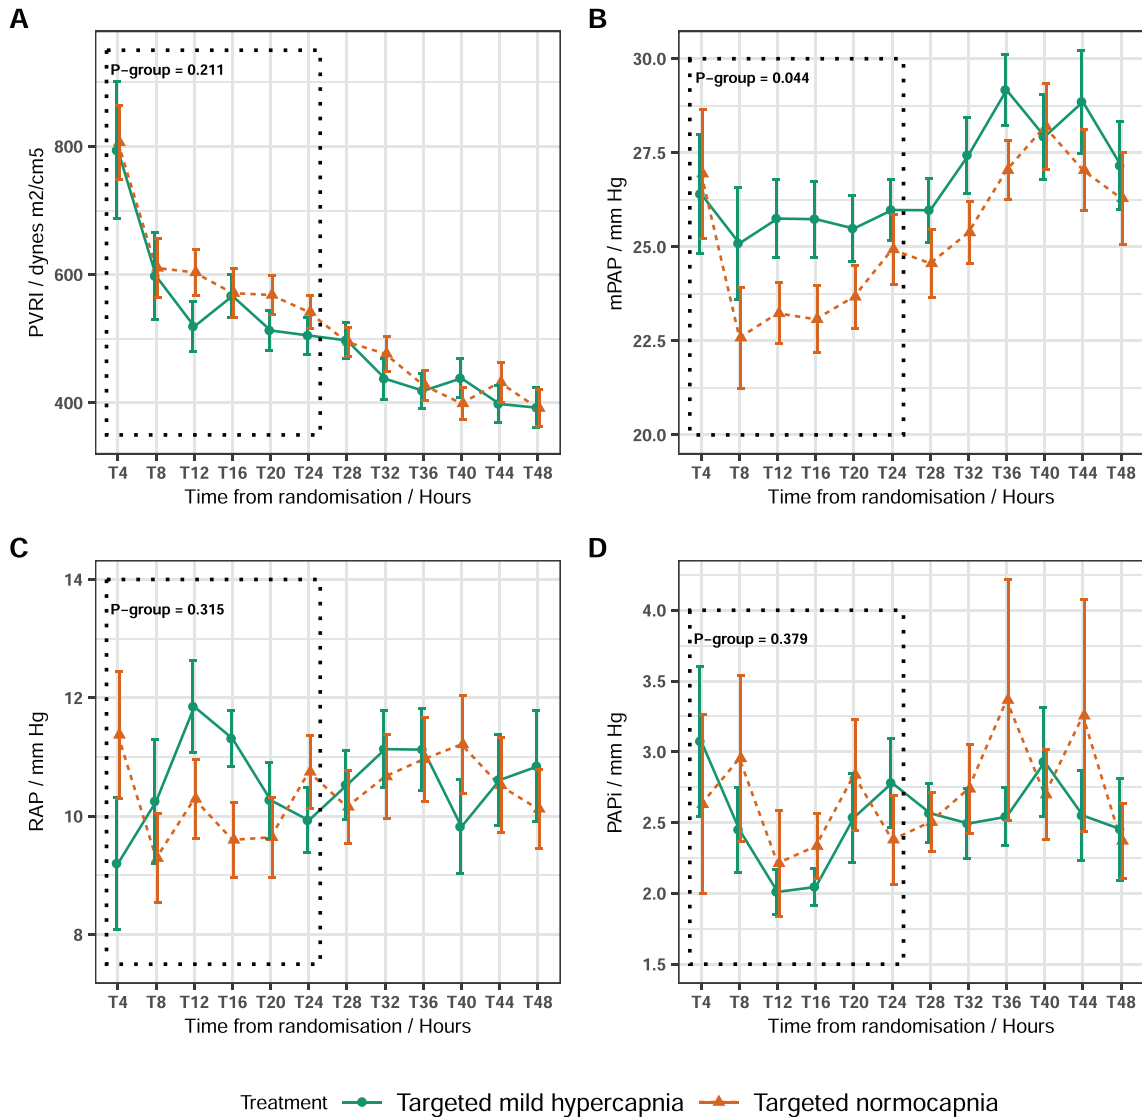 A
P-group = 0.211
PVRI / dynes m2/cm5
800
600
400
T4 T8 T12 T16 T20 T24 T28 T32 T36 T40 T44 T48
Time from randomisation / Hours
B
P-group = 0.044
mPAP / mm Hg
30.0
27.5
25.0
22.5
20.0
T4 T8 T12 T16 T20 T24 T28 T32 T36 T40 T44 T48
Time from randomisation / Hours
C
P-group = 0.315
RAP / mm Hg
14
12
10
8
T4 T8 T12 T16 T20 T24 T28 T32 T36 T40 T44 T48
Time from randomisation / Hours
D
P-group = 0.379
PAPi / mm Hg
4.0
3.5
3.0
2.5
2.0
1.5
T4 T8 T12 T16 T20 T24 T28 T32 T36 T40 T44 T48
Time from randomisation / Hours
Treatment Targeted mild hypercapnia Targeted normocapnia